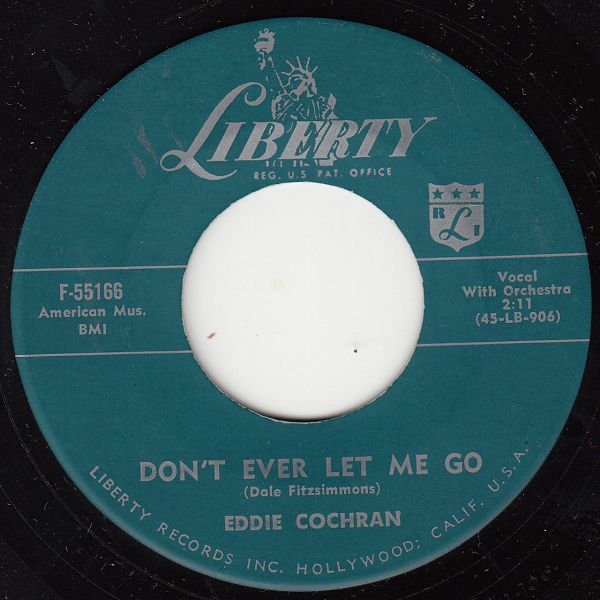 LIBERTY
REG. U.S PAT. OFFICE
R L I
F-55166
American Mus.
BMI
Vocal
With Orchestra
2:11
(45-LB-906)
DON'T EVER LET ME GO
(Dale Fitzsimmons)
EDDIE COCHRAN
LIBERTY RECORDS INC. HOLLYWOOD; CALIF. U.S.A.